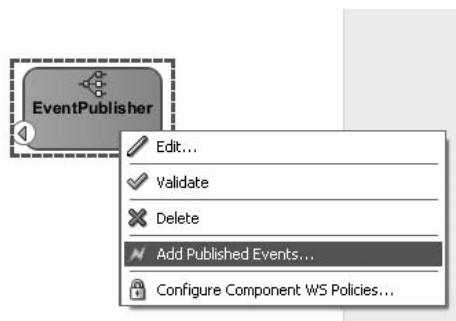 EventPublisher
Edit...
Validate
Delete
Add Published Events...
Configure Component WS Policies...